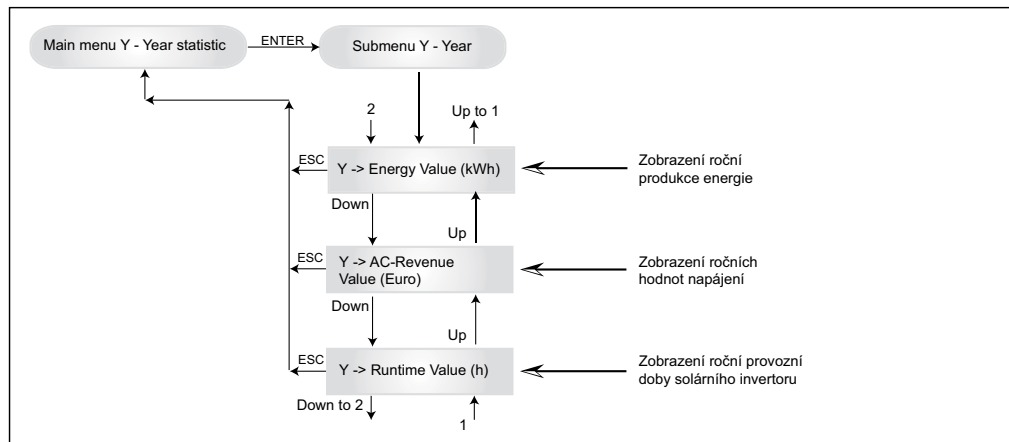 Main menu Y - Year statistic
ENTER
Submenu Y - Year
2
Up to 1
ESC
Y -> Energy Value (kWh)
Zobrazení roční
produkce energie
Down
Up
ESC
Y -> AC-Revenue
Value (Euro)
Zobrazení ročních
hodnot napájení
Down
Up
ESC
Y -> Runtime Value (h)
Zobrazení roční provozní
doby solárního invertoru
Down to 2
1